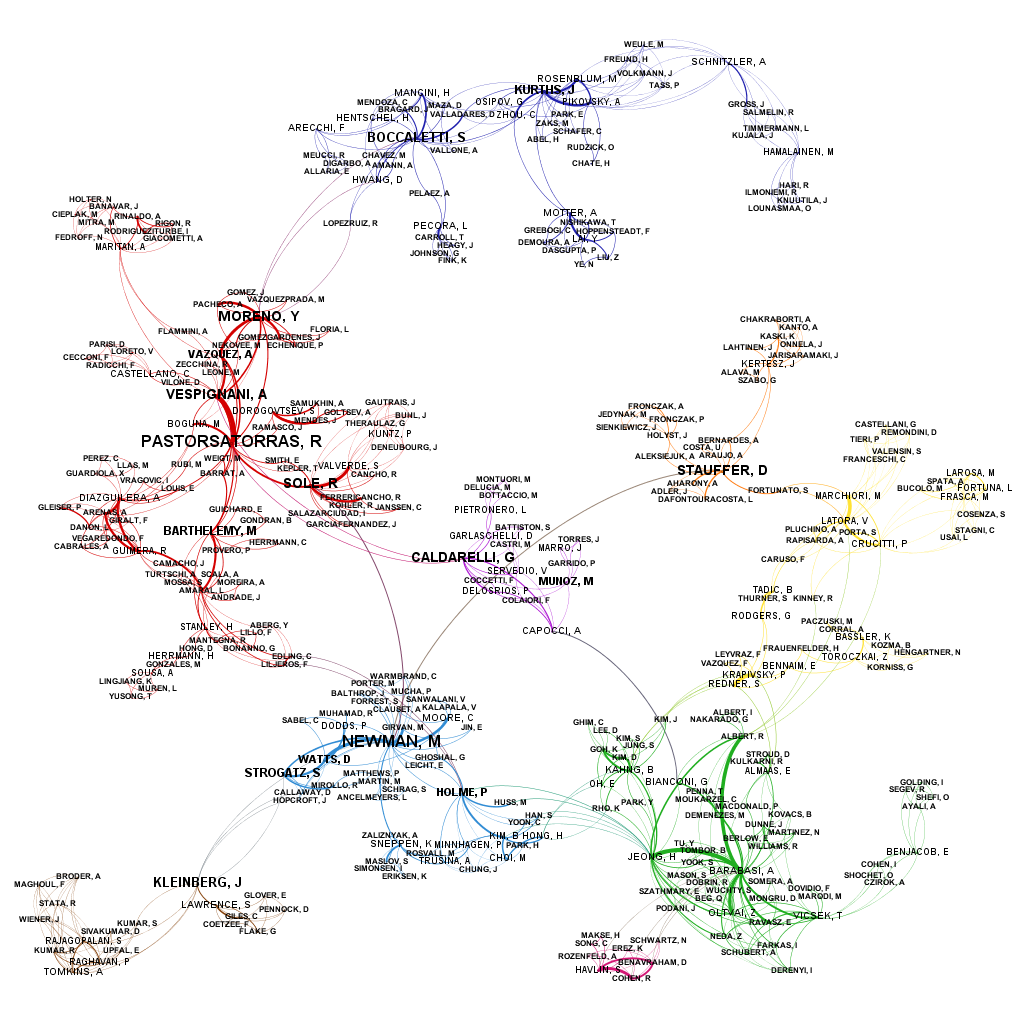 WEULE, M
FREUND, H
SCHNITZLER, A
VOLKMANN, J
ROSENBLUM, M
TASS, P
KURTHS, J
MANCINI, H
OSIPOV, G
PIKOVSKY, A
MENDOZA, C
MAZA, D
BRAGARD, J
GROSS, J
HENTSCHEL, H
VALLADARES, D
ZHOU, C
PARK, E
SALMELIN, R
ARECCHI, F
ZAKS, M
SCHAFER, C
TIMMERMANN, L
BOCCALETTI, S
ABEL, H
KUJALA, J
RUDZICK, O
VALLONE, A
HAMALAINEN, M
MEUCCI, R
CHAVEZ, M
DIGARBO, A
AMANN, A
CHATE, H
ALLARIA, E
HWANG, D
HARI, R
PELAEZ, A
ILMONIEMI, R
HOLTER, N
KNUUTILA, J
BANAVAR, J
LOUNASMAA, O
CIEPLAK, M
RINALDO, A
MOTTER, A
MITRA, M
RIGON, R
LOPEZRUIZ, R
PECORA, L
NISHIKAWA, T
RODRIGUEZITURBE, I
GREBOGI, C
HOPPENSTEADT, F
FEDROFF, N
GIACOMETTI, A
CARROLL, T
LAI, Y
MARITAN, A
HEAGY, J
DEMOURA, A
DASGUPTA, P
JOHNSON, G
LIU, Z
FINK, K
YE, N
GOMEZ, J
PACHECO, A
VAZQUEZPRADA, M
MORENO, Y
CHAKRABORTI, A
FLAMMINI, A
FLORIA, L
KANTO, A
GOMEZGARDENES, J
KASKI, K
PARISI, D
NEKOVEE, M
ECHENIQUE, P
ONNELA, J
LORETO, V
VAZQUEZ, A
LAHTINEN, J
CECCONI, F
JARISARAMAKI, J
RADICCHI, F
ZECCHINA, R
KERTESZ, J
CASTELLANO, C
LEONE, M
ALAVA, M
VILONE, D
SZABO, G
VESPIGNANI, A
SAMUKHIN, A
GAUTRAIS, J
DOROGOVTSEV, S
GOLTSEV, A
BUHL, J
FRONCZAK, A
MENDES, J
THERAULAZ, G
JEDYNAK, M
FRONCZAK, P
BOGUNA, M
RAMASCO, J
KUNTZ, P
SIENKIEWICZ, J
CASTELLANI, G
PASTORSATORRAS, R
HOLYST, J
REMONDINI, D
DENEUBOURG, J
BERNARDES, A
TIERI, P
COSTA, U
VALENSIN, S
PEREZ, C
WEIGT, M
SMITH, E
ALEKSIEJUK, A
ARAUJO, A
FRANCESCHI, C
LLAS, M
RUBI, M
KEPLER, T
VALVERDE, S
STAUFFER, D
LAROSA, M
GUARDIOLA, X
BARRAT, A
CANCHO, R
SPATA, A
VRAGOVIC, I
SOLE, R
AHARONY, A
FORTUNATO, S
BUCOLO, M
FORTUNA, L
LOUIS, E
ADLER, J
MARCHIORI, M
FRASCA, M
DIAZGUILERA, A
FERRERICANCHO, R
DAFONTOURACOSTA, L
GLEISER, P
GUICHARD, E
KOHLER, R
JANSSEN, C
MONTUORI, M
ARENAS, A
SALAZARCIUDAD, I
DELUCIA, M
COSENZA, S
GIRALT, F
GONDRAN, B
BOTTACCIO, M
LATORA, V
DANON, L
GARCIAFERNANDEZ, J
PIETRONERO, L
PLUCHINO, A
PORTA, S
STAGNI, C
BARTHELEMY, M
BATTISTON, S
USAI, L
VEGAREDONDO, F
HERRMANN, C
GARLASCHELLI, D
TORRES, J
RAPISARDA, A
CRUCITTI, P
CABRALES, A
GUIMERA, R
PROVERO, P
CASTRI, M
MARRO, J
CALDARELLI, G
CARUSO, F
CAMACHO, J
GARRIDO, P
TURTSCHI, A
SCALA, A
SERVEDIO, V
MOSSA, S
MOREIRA, A
COCCETTI, F
MUNOZ, M
AMARAL, L
DELOSRIOS, P
TADIC, B
ANDRADE, J
COLAIORI, F
THURNER, S
KINNEY, R
RODGERS, G
STANLEY, H
ABERG, Y
CAPOCCI, A
PACZUSKI, M
LILLO, F
CORRAL, A
MANTEGNA, R
BASSLER, K
HONG, D
BONANNO, G
FRAUENFELDER, H
KOZMA, B
HERRMANN, H
EDLING, C
LEYVRAZ, F
TOROCZKAI, Z
HENGARTNER, N
GONZALES, M
LILJEROS, F
VAZQUEZ, F
BENNAIM, E
KORNISS, G
SOUSA, A
WARMBRAND, C
KRAPIVSKY, P
LINGJIANG, K
PORTER, M
REDNER, S
MUREN, L
MUCHA, P
YUSONG, T
BALTHROP, J
SANWALANI, V
FORREST, S
KALAPALA, V
MUHAMAD, R
CLAUSET, A
ALBERT, I
SABEL, C
MOORE, C
GHIM, C
KIM, J
NAKARADO, G
DODDS, P
GIRVAN, M
JIN, E
LEE, D
NEWMAN, M
KIM, S
ALBERT, R
GOH, K
JUNG, S
WATTS, D
GHOSHAL, G
KIM, D
STROUD, D
LEICHT, E
KULKARNI, R
STROGATZ, S
MATTHEWS, P
KAHNG, B
ALMAAS, E
MARTIN, M
OH, E
BIANCONI, G
GOLDING, I
MIROLLO, R
SCHRAG, S
SEGEV, R
CALLAWAY, D
HOLME, P
PENNA, T
SHEFI, O
HOPCROFT, J
ANCELMEYERS, L
HUSS, M
PARK, Y
MOUKARZEL, C
AYALI, A
RHO, K
MACDONALD, P
HAN, S
DEMENEZES, M
KOVACS, B
YOON, C
DUNNE, J
ZALIZNYAK, A
KIM, B
HONG, H
BERLOW, E
MARTINEZ, N
SNEPPEN, K
MINNHAGEN, P
PARK, H
TU, Y
WILLIAMS, R
ROSVALL, M
TOMBOR, B
BENJACOB, E
MASLOV, S
TRUSINA, A
CHOI, M
JEONG, H
YOOK, S
COHEN, I
SIMONSEN, I
CHUNG, J
BARABASI, A
ERIKSEN, K
MASON, S
SHOCHET, O
BRODER, A
DOBRIN, R
SOMERA, A
CZIROK, A
MAGHOUL, F
KLEINBERG, J
SZATHMARY, E
WUCHTY, S
DOVIDIO, F
GLOVER, E
BEG, Q
MONGRU, D
MARODI, M
STATA, R
LAWRENCE, S
PENNOCK, D
PODANI, J
OLTVAI, Z
WIENER, J
GILES, C
VICSEK, T
KUMAR, S
COETZEE, F
RAVASZ, E
SIVAKUMAR, D
FLAKE, G
MAKSE, H
NEDA, Z
RAJAGOPALAN, S
SONG, C
SCHWARTZ, N
FARKAS, I
KUMAR, R
UPFAL, E
EREZ, K
SCHUBERT, A
ROZENFELD, A
RAGHAVAN, P
BENAVRAHAM, D
TOMKINS, A
HAVLIN, S
DERENYI, I
COHEN, R